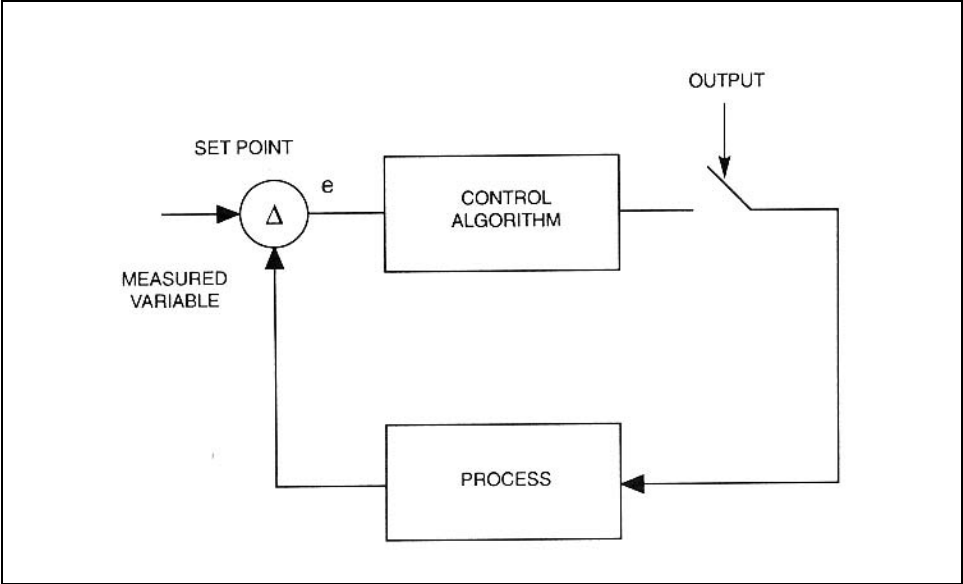 OUTPUT
SET POINT
e
CONTROL
ALGORITHM
Δ
MEASURED
VARIABLE
PROCESS